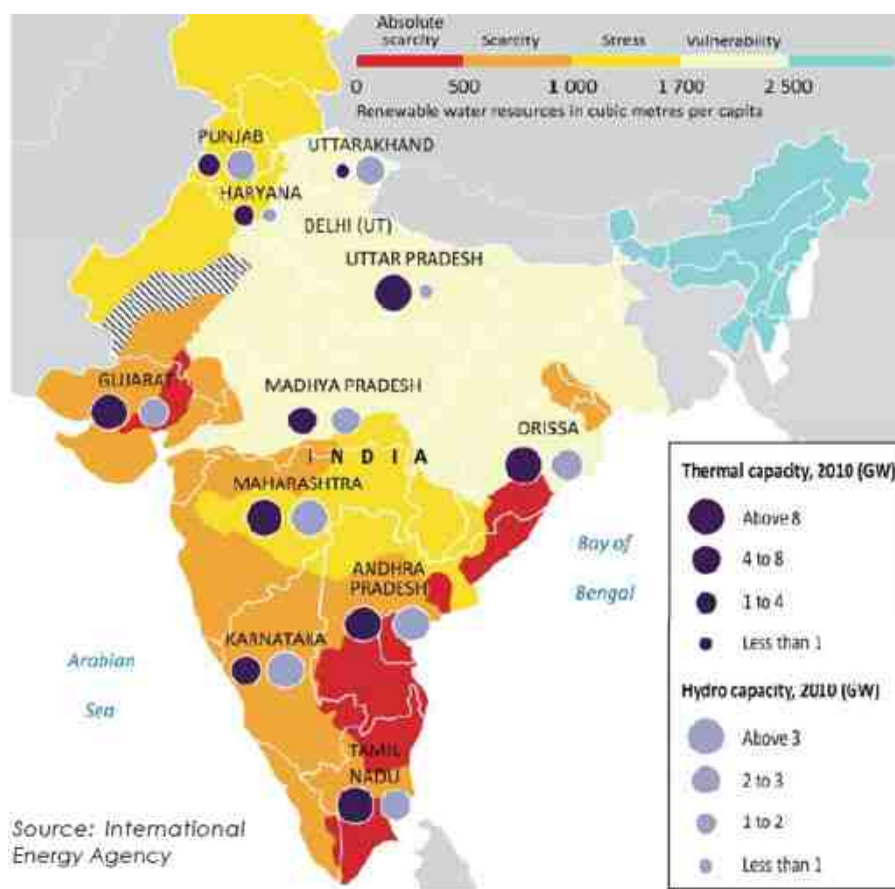 Absolute
scarcity
Scarcity
Stress
Vulnerability
0
500
1 000
1 700
2 500
Renewable water resources in cubic metres per capita
PUNJAB
UTTARAKHAND
HARYANA
DELHI (UT)
UTTAR PRADESH
GUJARAT
MADHYA PRADESH
ORISSA
INDIA
MAHARASHTRA
Thermal capacity, 2010 (GW)
Above 8
4 to 8
1 to 4
Less than 1
Bay of
Bengal
ANDHRA
PRADESH
KARNATAKA
Arabian
Sea
Hydro capacity, 2010 (GW)
Above 3
2 to 3
1 to 2
Less than 1
TAMIL
NADU
Source: International
Energy Agency